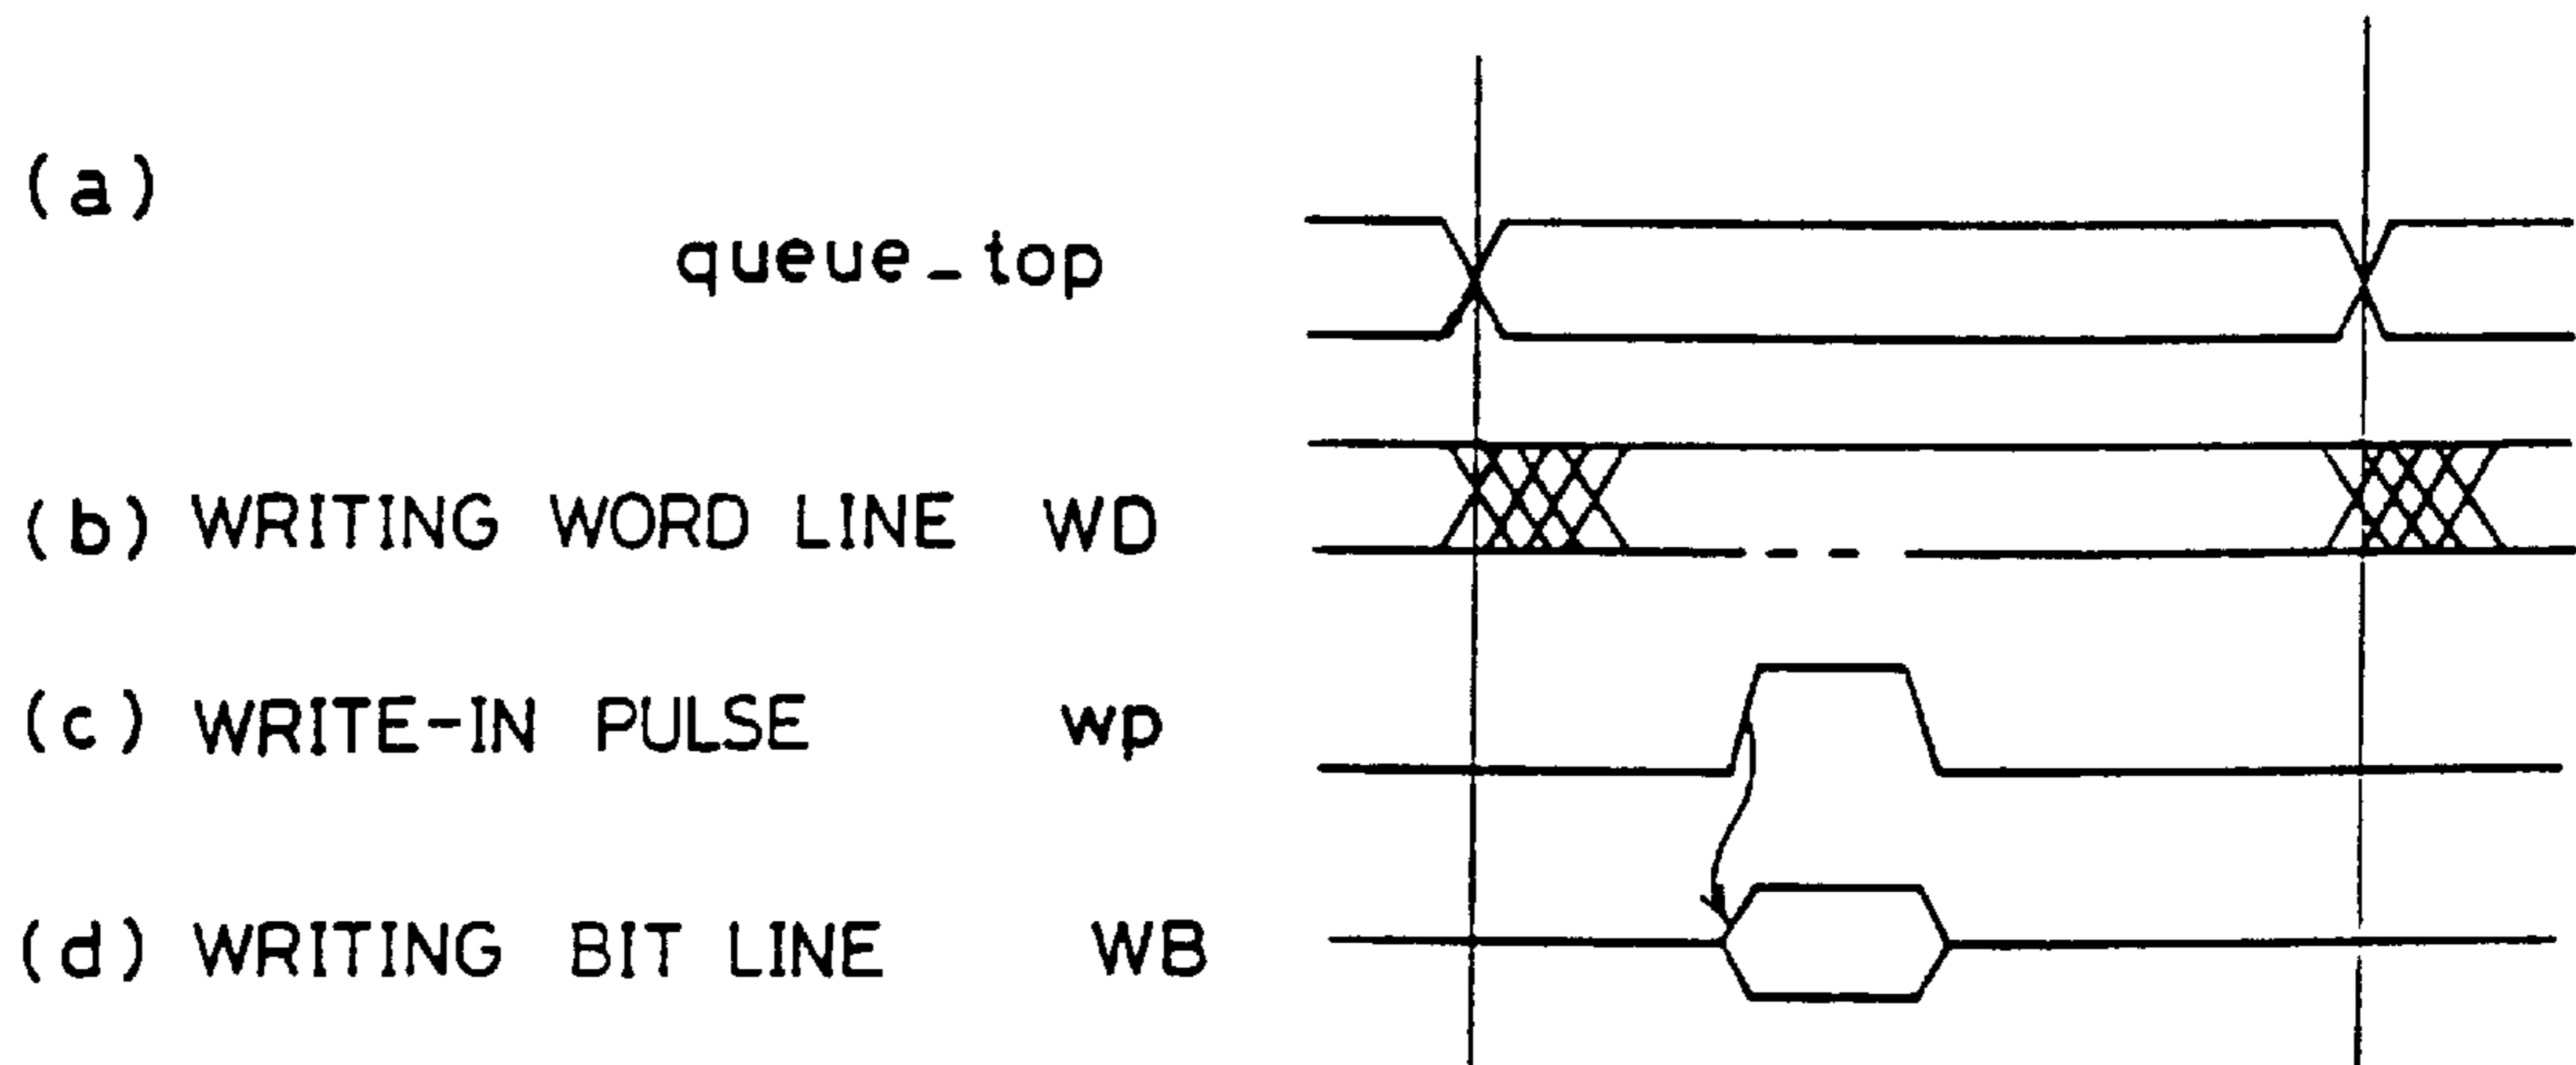 (a)
queue_top
(b) WRITING WORD LINE WD
(c) WRITE-IN PULSE wp
(d) WRITING BIT LINE WB